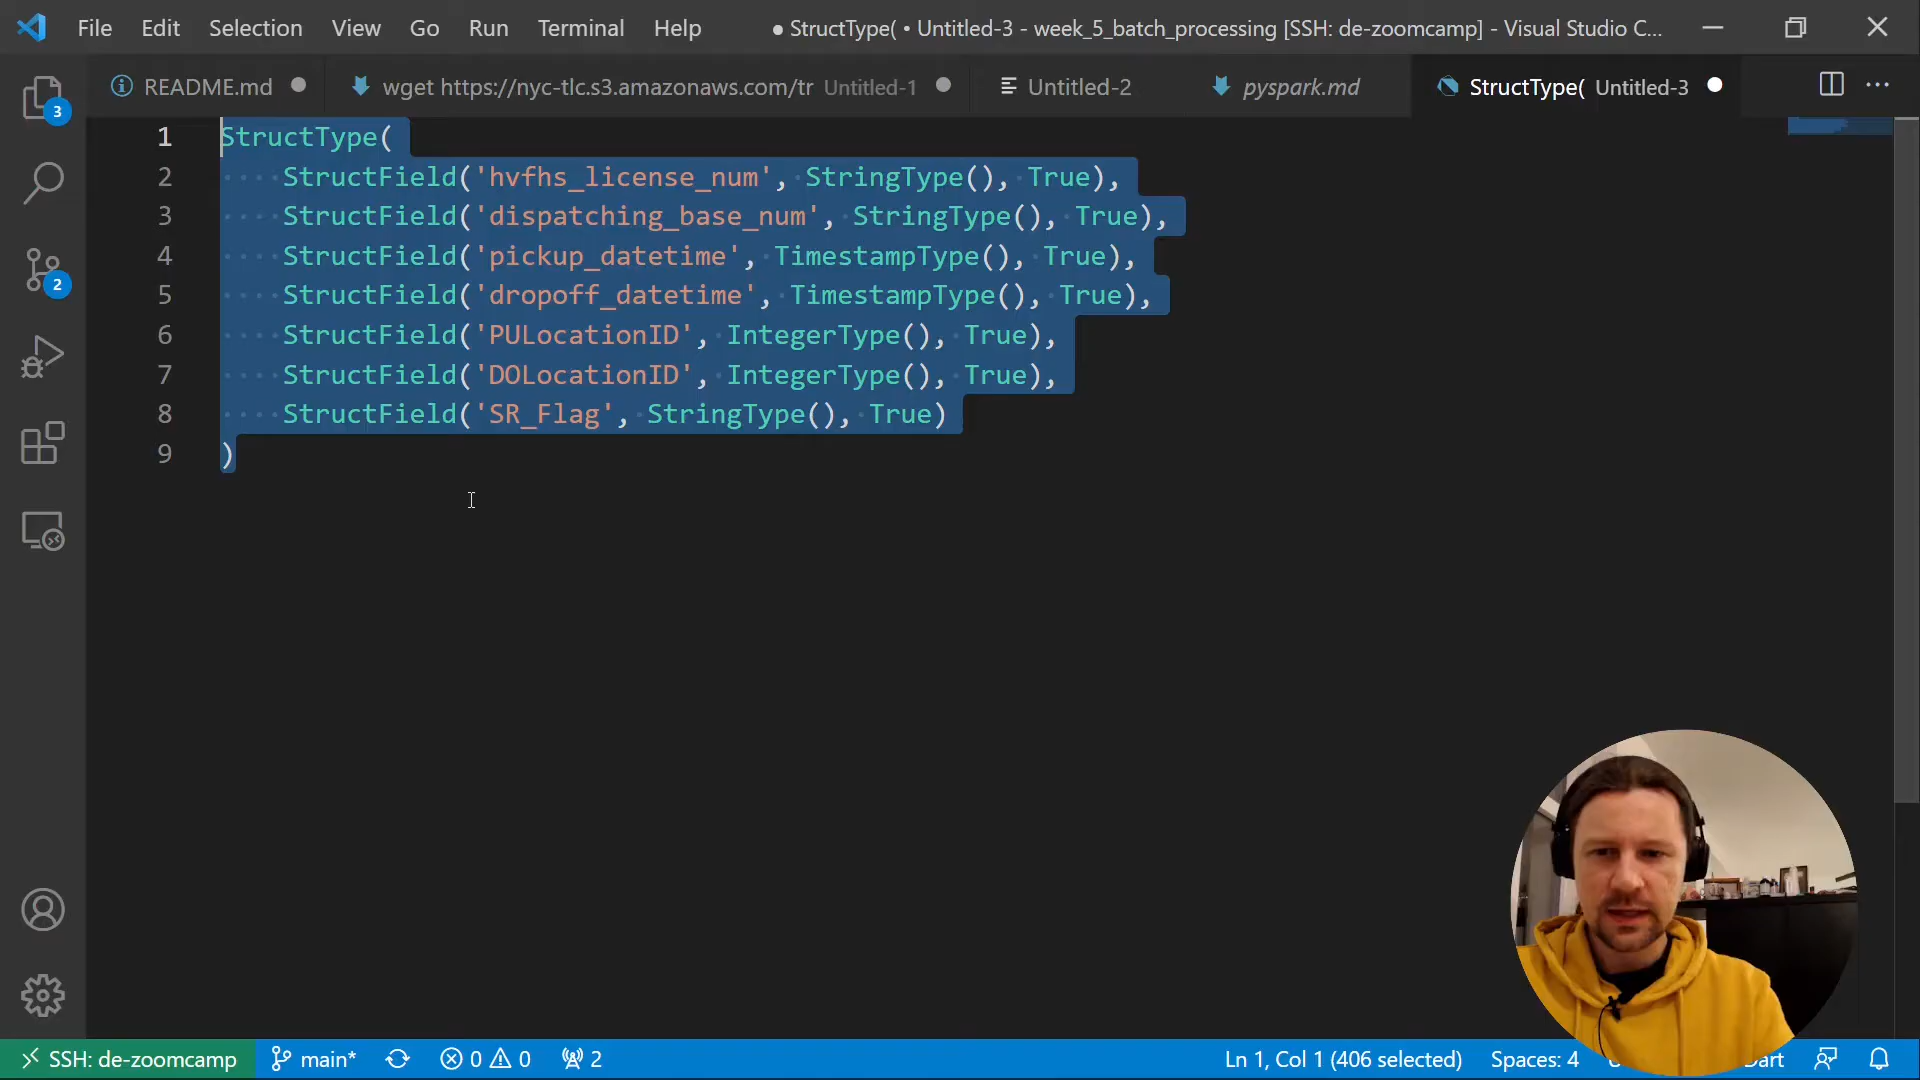 File Edit Selection View Go Run Terminal Help ● StructType( • Untitled-3 - week_5_batch_processing [SSH: de-zoomcamp] - Visual Studio C...
README.md wget https://nyc-tlc.s3.amazonaws.com/tr Untitled-1 Untitled-2 pyspark.md StructType( Untitled-3
3
2
1 StructType(
2 StructField('hvfhs_license_num', StringType(), True),
3 StructField('dispatching_base_num', StringType(), True),
4 StructField('pickup_datetime', TimestampType(), True),
5 StructField('dropoff_datetime', TimestampType(), True),
6 StructField('PULocationID', IntegerType(), True),
7 StructField('DOLocationID', IntegerType(), True),
8 StructField('SR_Flag', StringType(), True)
9 )
SSH: de-zoomcamp main* 0 0 2 Ln 1, Col 1 (406 selected) Spaces: 4